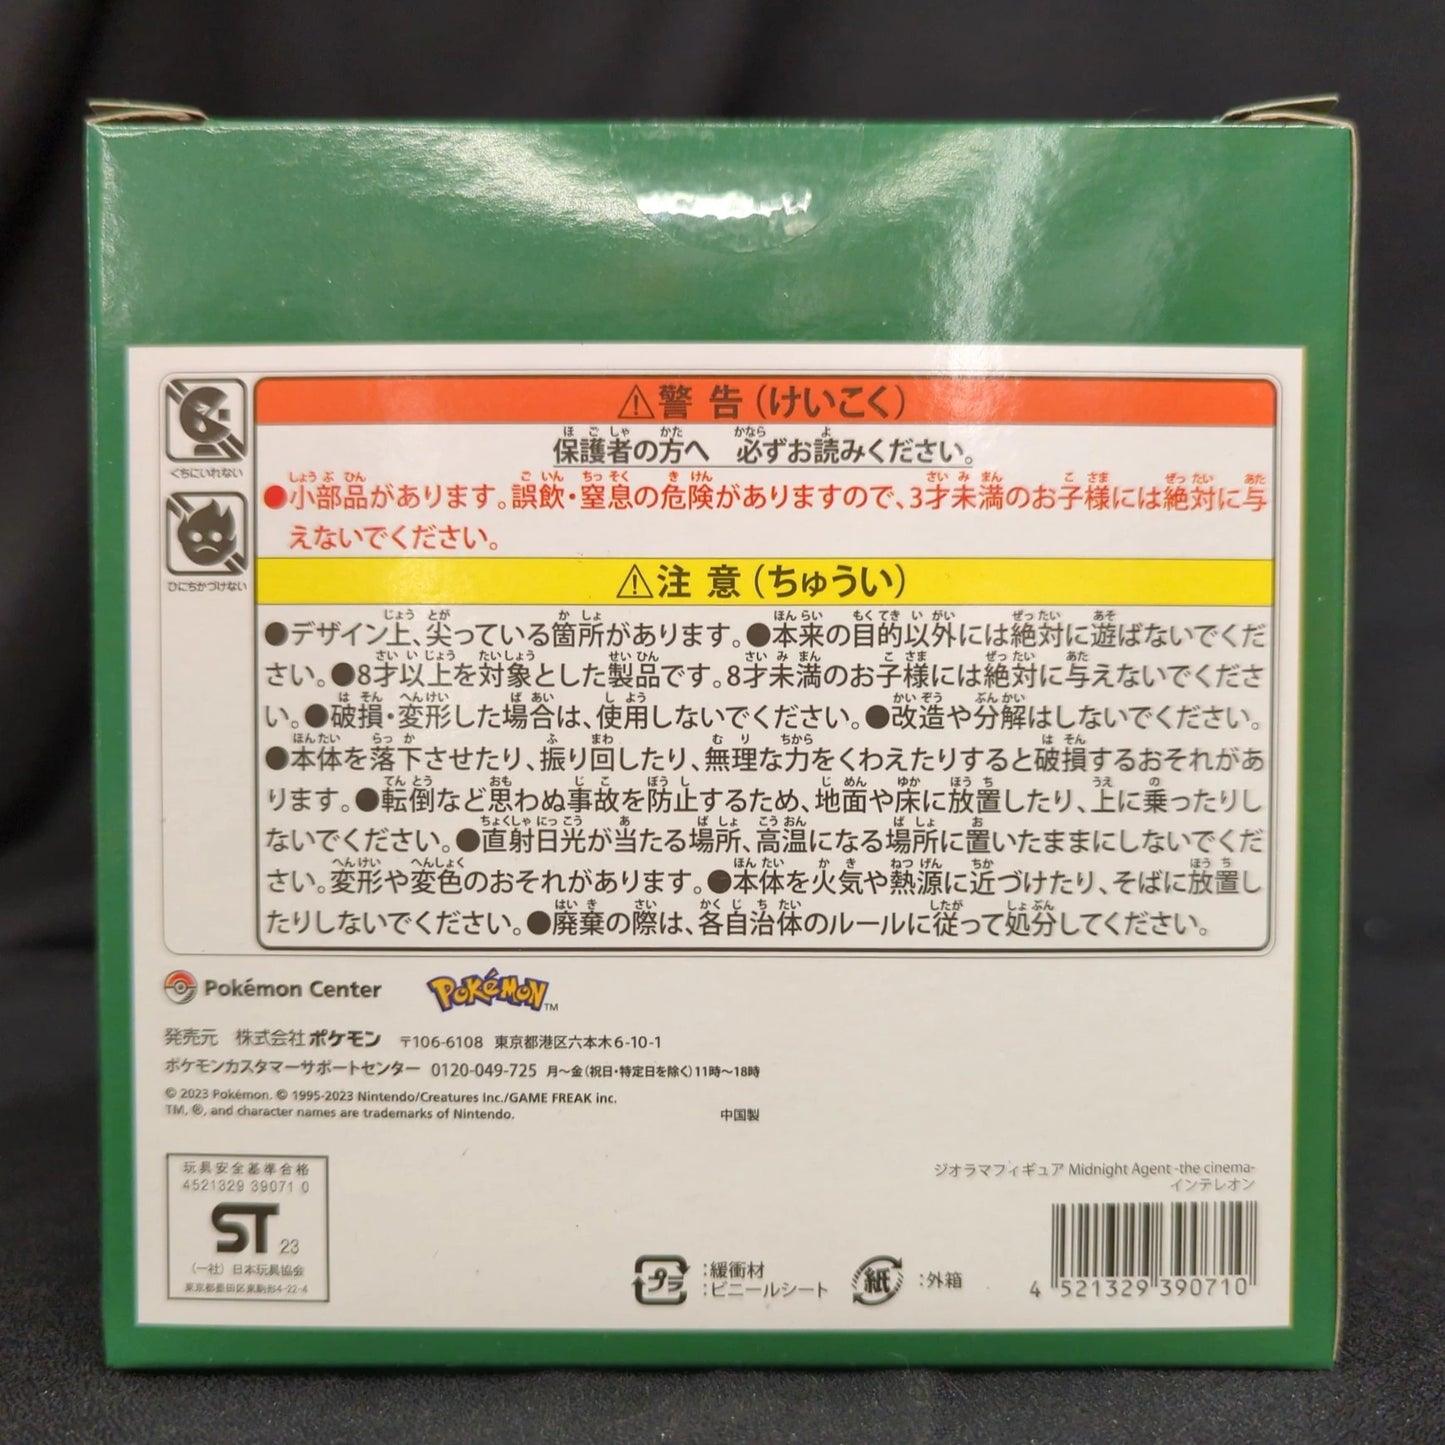 くちにいれない
ひにちかづけない
⚠警告(けいこく)
保護者の方へ 必ずお読みください。
●小部品があります。誤飲・窒息の危険がありますので、3才未満のお子様には絶対に与
えないでください。
⚠注意(ちゅうい)
●デザイン上、尖っている箇所があります。●本来の目的以外には絶対に遊ばないでくだ
さい。●8才以上を対象とした製品です。8才未満のお子様には絶対に与えないでくださ
い。●破損・変形した場合は、使用しないでください。●改造や分解はしないでください。
●本体を落下させたり、振り回したり、無理な力をくわえたりすると破損するおそれがあ
ります。●転倒など思わぬ事故を防止するため、地面や床に放置したり、上に乗ったりし
ないでください。●直射日光が当たる場所、高温になる場所に置いたままにしないでくだ
さい。変形や変色のおそれがあります。●本体を火気や熱源に近づけたり、そばに放置し
たりしないでください。●廃棄の際は、各自治体のルールに従って処分してください。
Pokémon Center POKéMON™
発売元 株式会社ポケモン 〒106-6108 東京都港区六本木6-10-1
ポケモンカスタマーサポートセンター 0120-049-725 月〜金(祝日・特定日を除く)11時〜18時
© 2023 Pokémon. © 1995-2023 Nintendo/Creatures Inc./GAME FREAK inc.
TM, ®, and character names are trademarks of Nintendo. 中国製
玩具安全基準合格
4521329 39071 0
ST 23
(一社)日本玩具協会
東京都墨田区東駒形4-22-4
ジオラマフィギュア Midnight Agent -the cinema-
インテレオン
プラ :緩衝材
:ビニールシート
紙 :外箱
4 521329 390710